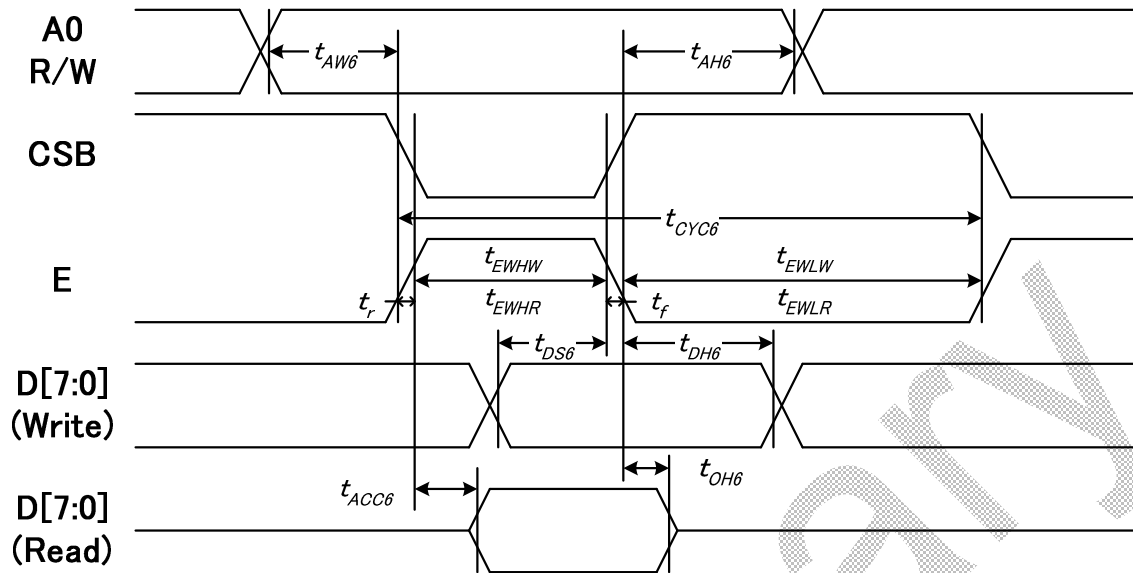 A0
R/W
tAW6
tAH6
CSB
tCYC6
E
tEWHW
tEWLW
tr
tEWHR
tf
tEWLR
tDS6
tDH6
D[7:0]
(Write)
tACC6
tOH6
D[7:0]
(Read)
ary